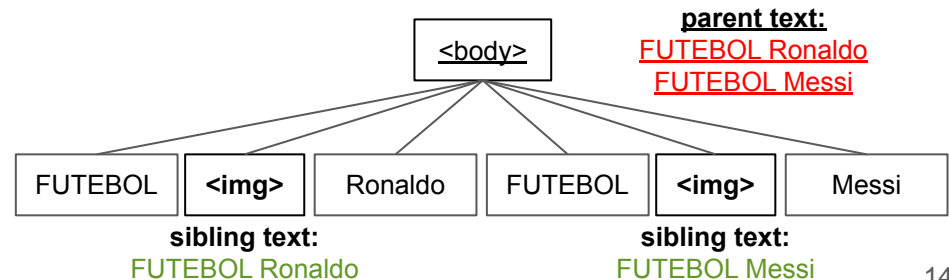 parent text:
<body>
FUTEBOL Ronaldo
FUTEBOL Messi
FUTEBOL <img> Ronaldo FUTEBOL <img> Messi
sibling text: sibling text:
FUTEBOL Ronaldo FUTEBOL Messi
14